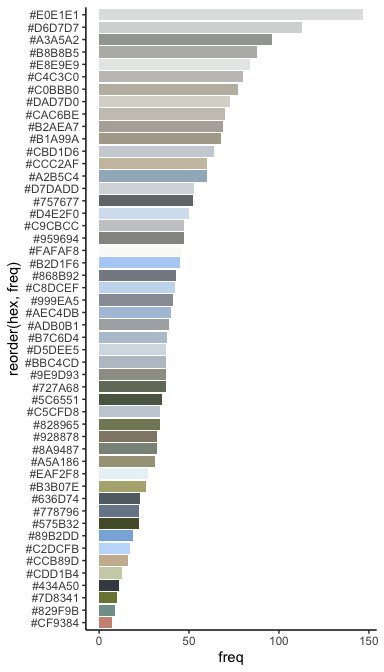 #E0E1E1
#D6D7D7
#A3A5A2
#B8B8B5
#E8E9E9
#C4C3C0
#C0BBB0
#DAD7D0
#CAC6BE
#B2AEA7
#B1A99A
#CBD1D6
#CCC2AF
#A2B5C4
#D7DADD
#757677
#D4E2F0
#C9CBCC
#959694
#FAFAF8
#B2D1F6
#868B92
#C8DCEF
#999EA5
#AEC4DB
#ADB0B1
#B7C6D4
#D5DEE5
#BBC4CD
#9E9D93
#727A68
#5C6551
#C5CFD8
#828965
#928878
#8A9487
#A5A186
#EAF2F8
#B3B07E
#636D74
#778796
#575B32
#89B2DD
#C2DCFB
#CCB89D
#CDD1B4
#434A50
#7D8341
#829F9B
#CF9384
reorder(hex, freq)
0 50 100 150
freq